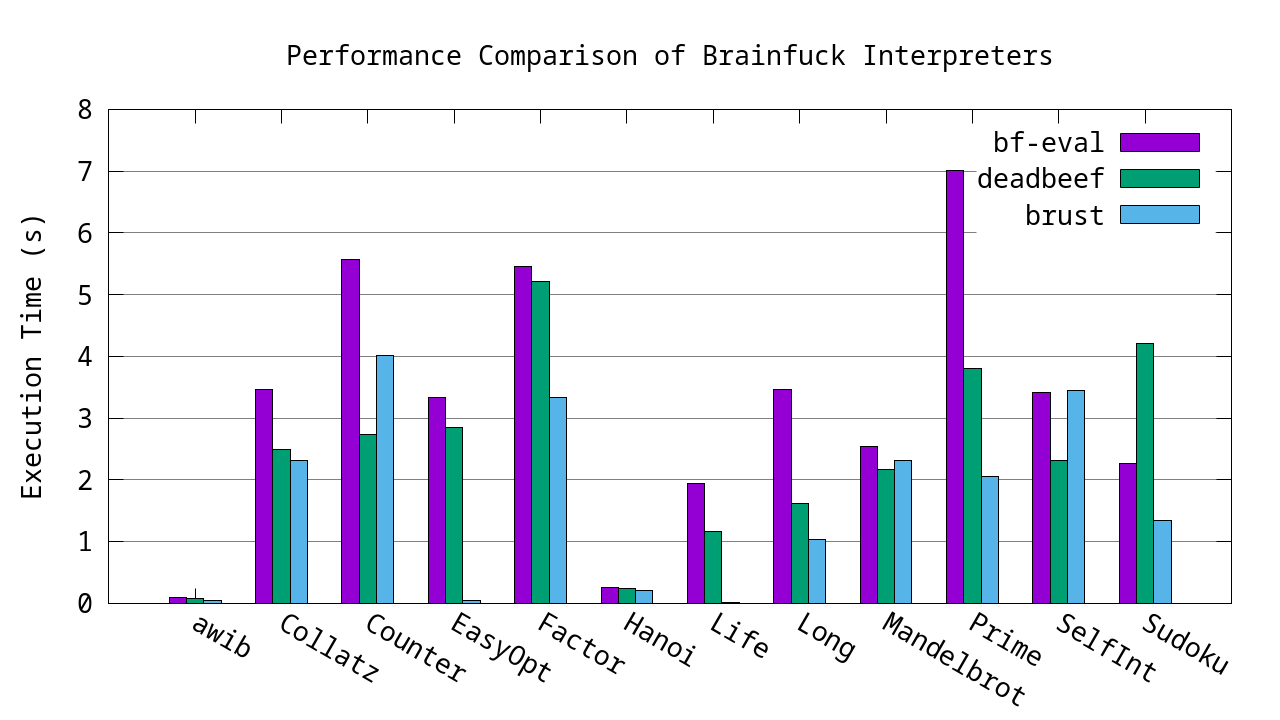 Performance Comparison of Brainfuck Interpreters
bf-eval
deadbeef
brust
Execution Time (s)
8
7
6
5
4
3
2
1
0
awib
Collatz
Counter
EasyOpt
Factor
Hanoi
Life
Long
Mandelbrot
Prime
SelfInt
Sudoku